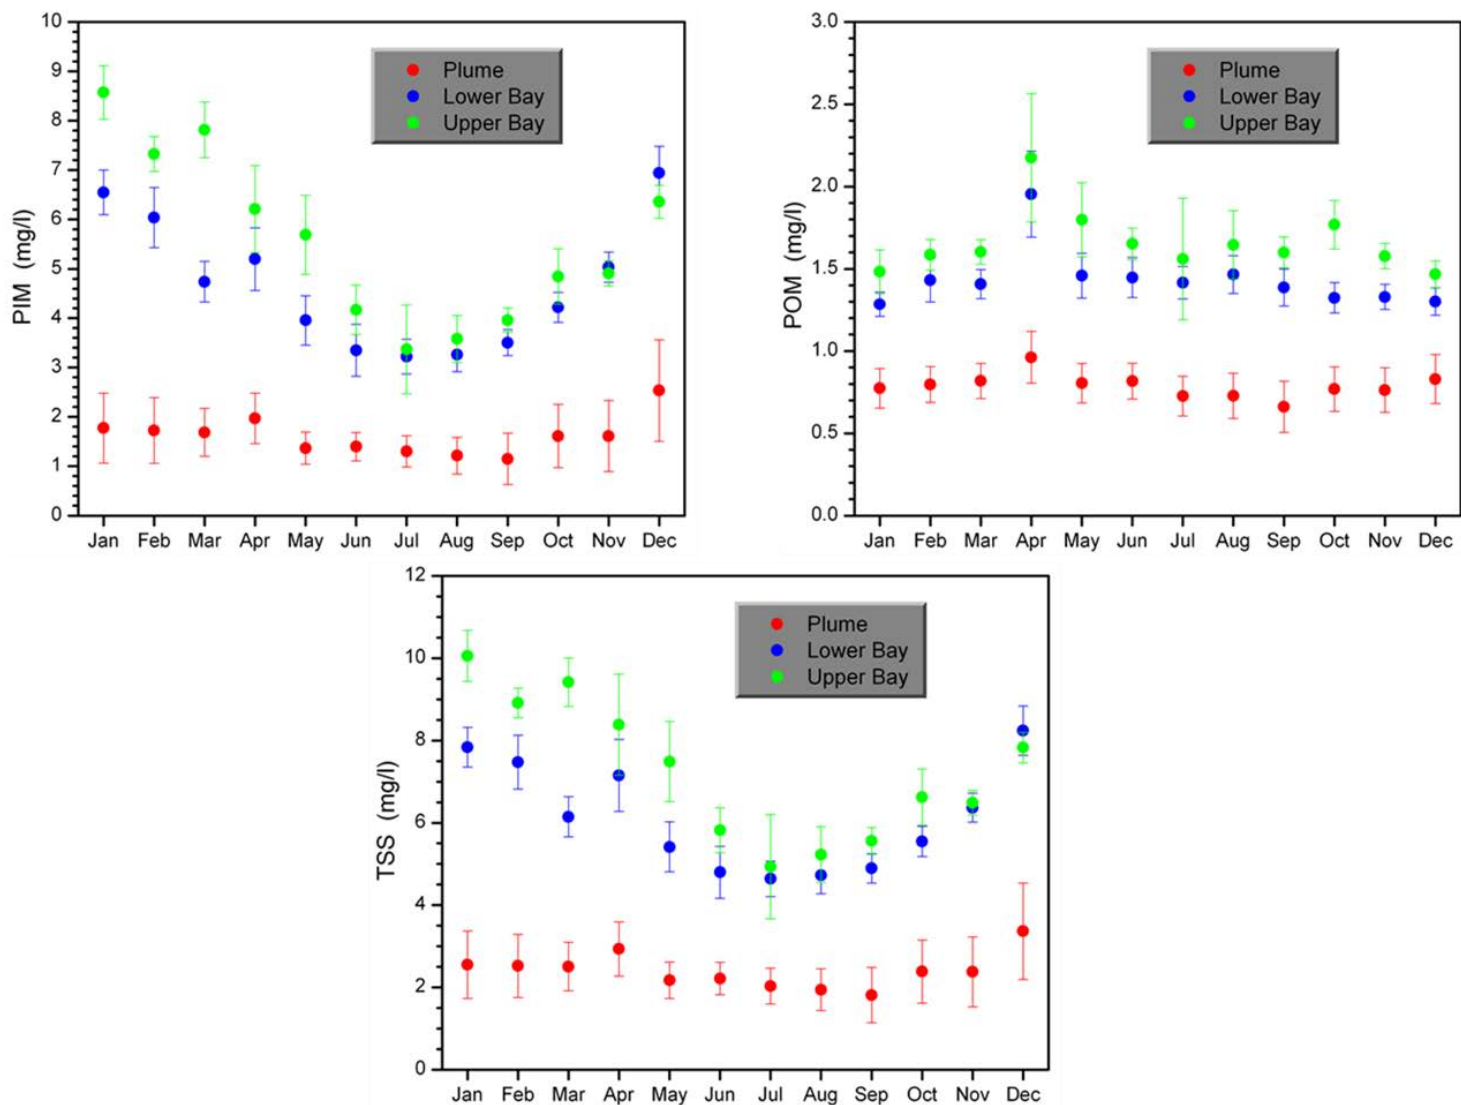 10
9
8
7
6
5
4
3
2
1
0
PIM (mg/l)
Plume
Lower Bay
Upper Bay
Jan Feb Mar Apr May Jun Jul Aug Sep Oct Nov Dec
3.0
2.5
2.0
1.5
1.0
0.5
0.0
POM (mg/l)
Plume
Lower Bay
Upper Bay
Jan Feb Mar Apr May Jun Jul Aug Sep Oct Nov Dec
12
10
8
6
4
2
0
TSS (mg/l)
Plume
Lower Bay
Upper Bay
Jan Feb Mar Apr May Jun Jul Aug Sep Oct Nov Dec